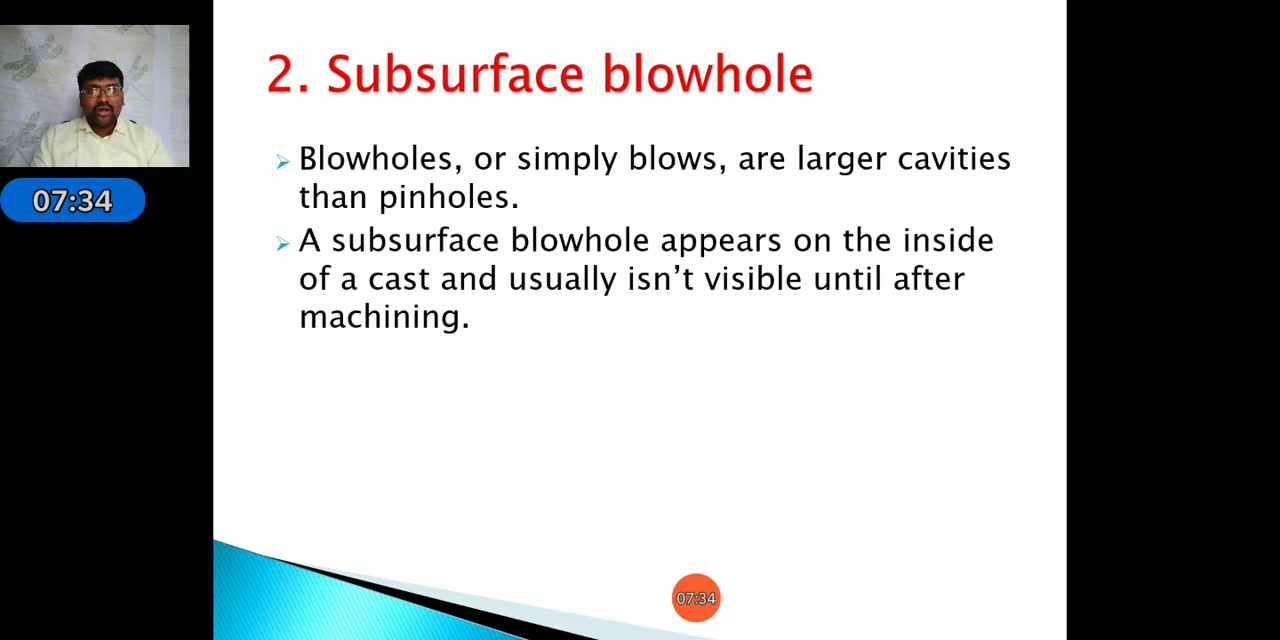 2. Subsurface blowhole
Blowholes, or simply blows, are larger cavities
than pinholes.
07:34
A subsurface blowhole appears on the inside
of a cast and usually isn't visible until after
machining.
07:34